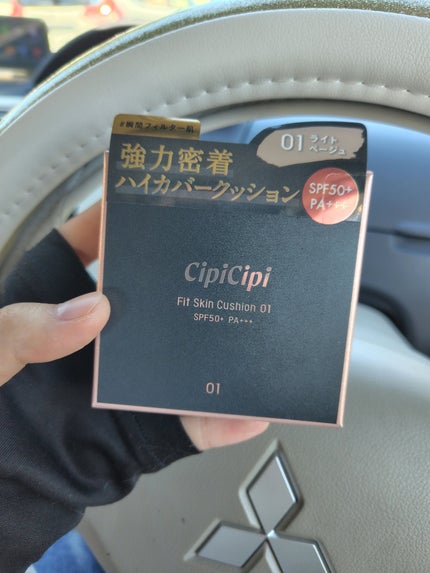 #瞬間フィルター肌
01 ライト
ベージュ
強力密着
ハイカバークッション
SPF50+
PA+++
CipiCipi
Fit Skin Cushion 01
SPF50+ PA+++
01